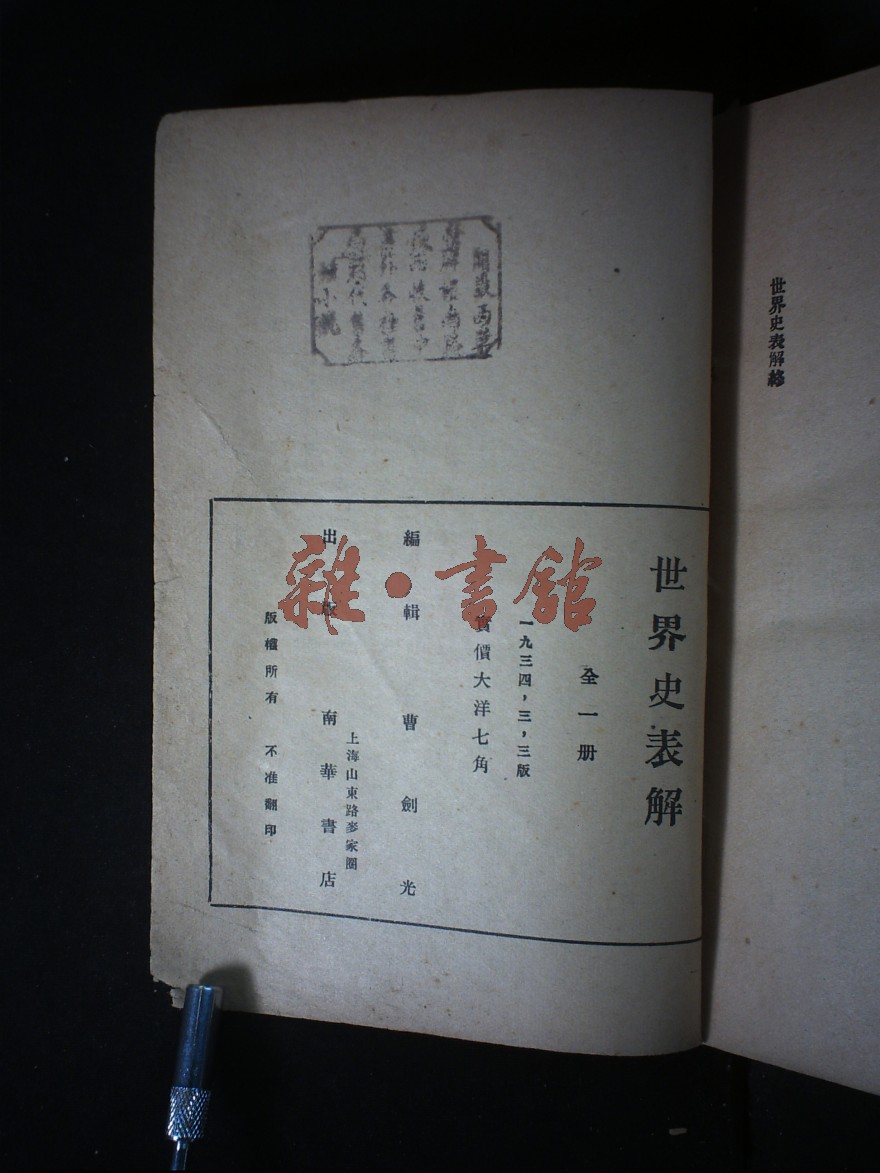 世界史表解終
世界史表解
全一册
一九三四，三，三版
實價大洋七角
編輯 曹劍光
上海山東路麥家圈
出版 南華書店
版權所有 不准翻印
雜·書館